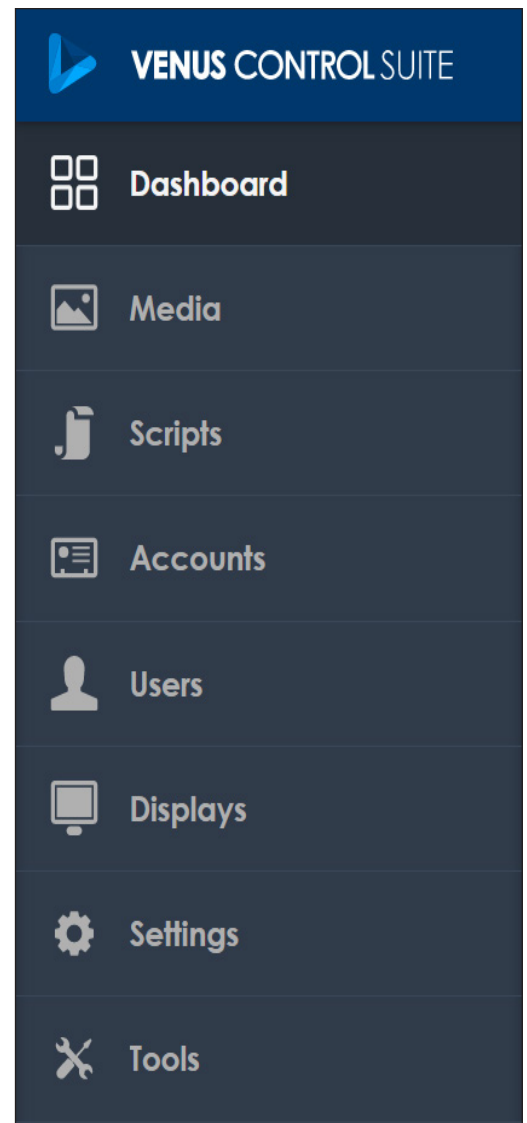 VENUS CONTROL SUITE
Dashboard
Media
Scripts
Accounts
Users
Displays
Settings
Tools